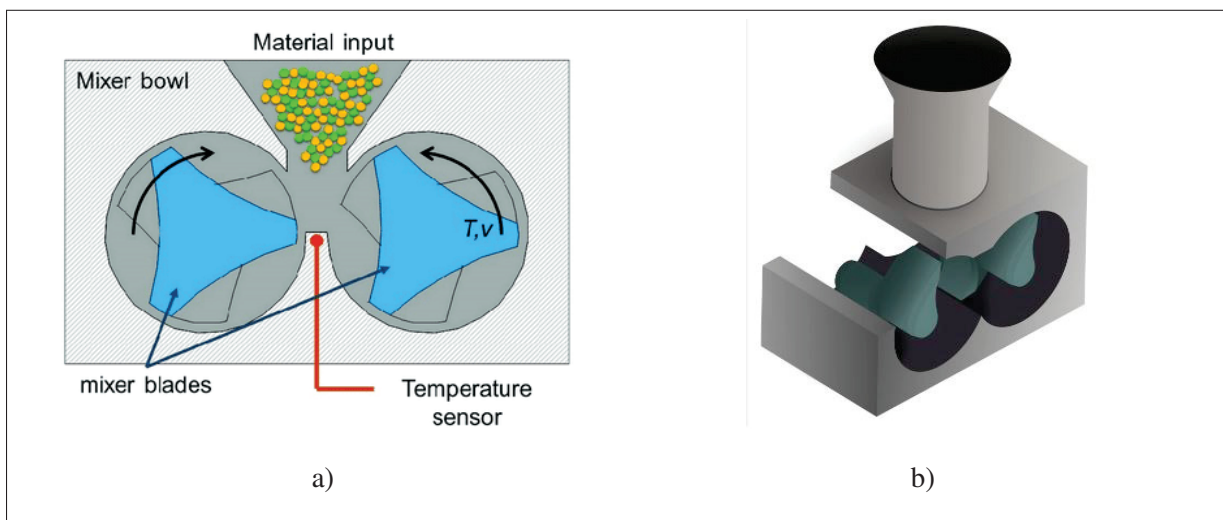 Material input
Mixer bowl
T,v
mixer blades
Temperature
sensor
a)
b)